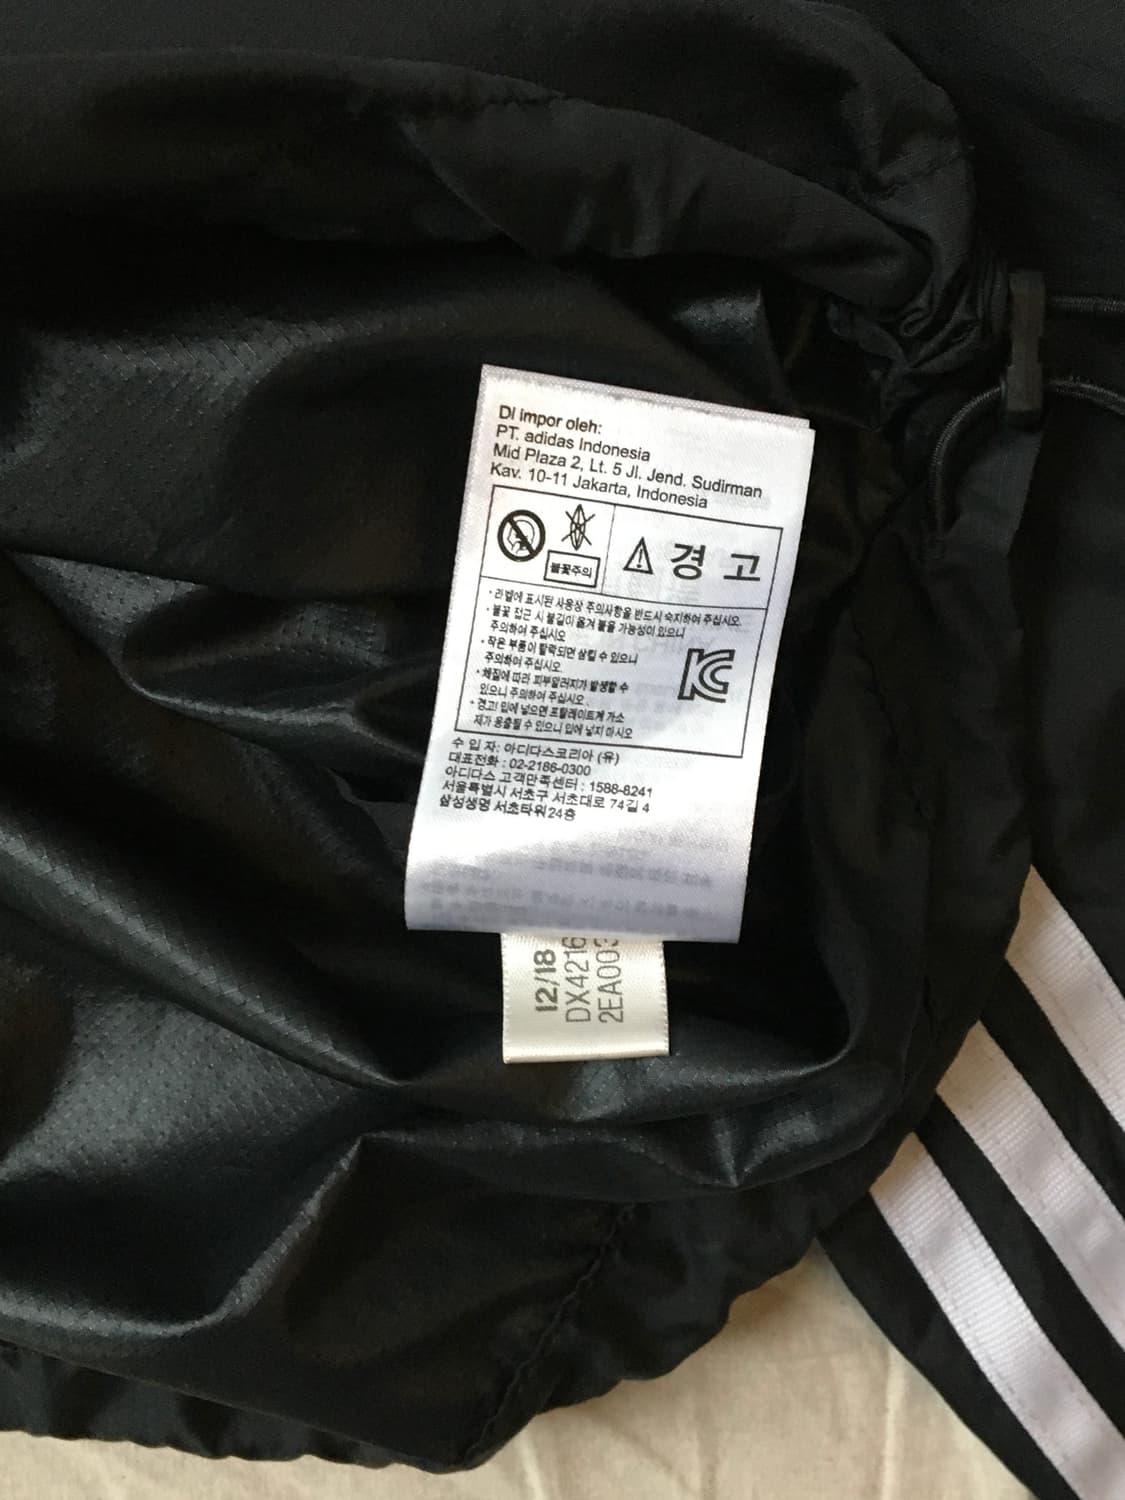 DI impor oleh:
PT. adidas Indonesia
Mid Plaza 2, Lt. 5 Jl. Jend. Sudirman
Kav. 10-11 Jakarta, Indonesia
불꽃주의
경 고
• 라벨에 표시된 사용상 주의사항을 반드시 숙지하여 주십시오.
• 불꽃 접근 시 불길이 옮겨 붙을 가능성이 있으니
주의하여 주십시오
• 작은 부품이 탈락되면 삼킬 수 있으니
주의하여 주십시오.
• 체질에 따라 피부알러지가 발생할 수
있으니 주의하여 주십시오.
• 경고! 입에 넣으면 프탈레이트계 가소
제가 용출될 수 있으니 입에 넣지 마시오
KC
수 입 자: 아디다스코리아 (유)
대표전화 : 02-2186-0300
아디다스 고객만족센터 : 1588-8241
서울특별시 서초구 서초대로 74길 4
삼성생명 서초타워 24층
12/18
DX4216
2EA003